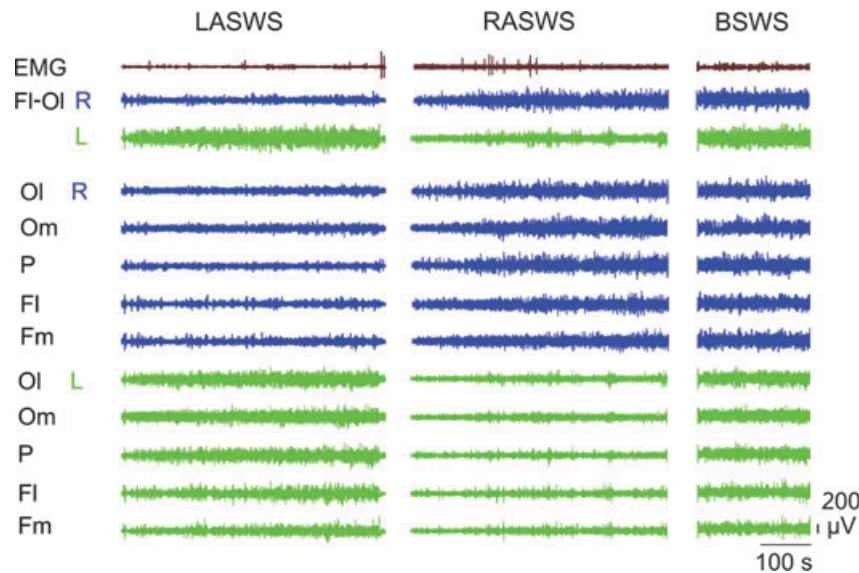 LASWS RASWS BSWS
EMG
Fl-Ol R
L
Ol R
Om
P
Fl
Fm
Ol L
Om
P
Fl
Fm
200
μV
100 s